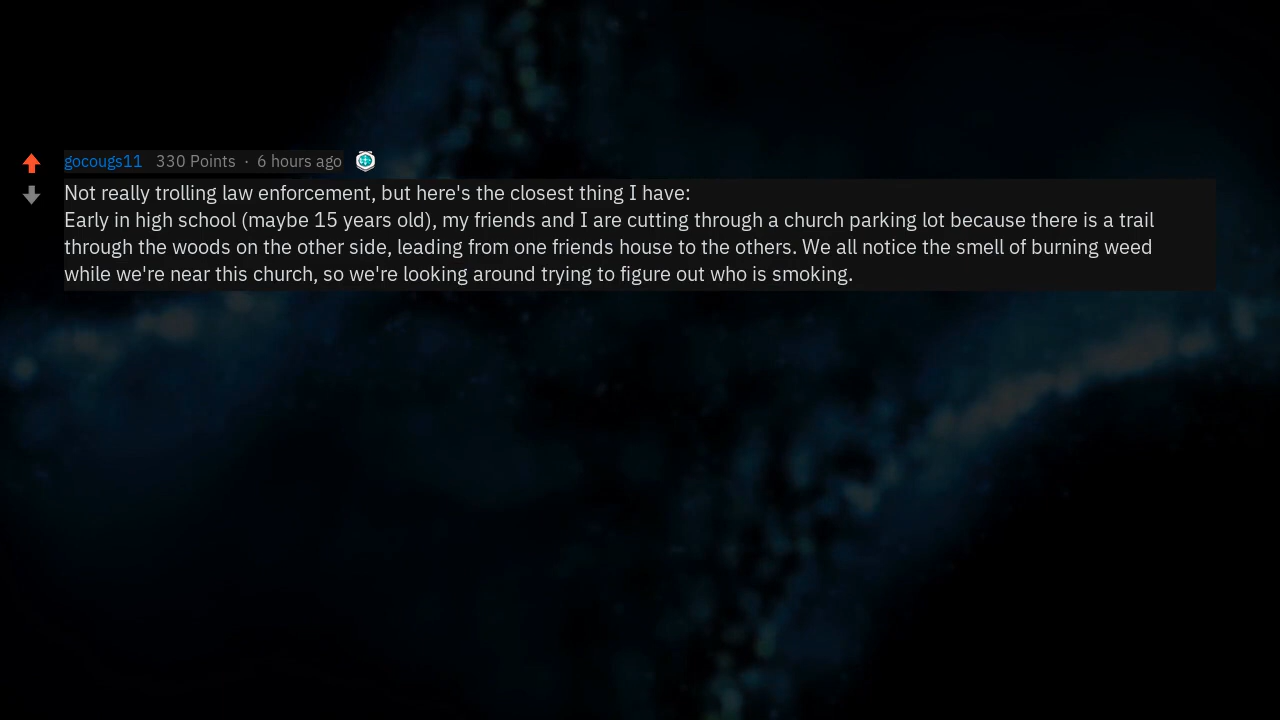 gocougs11 330 Points · 6 hours ago
Not really trolling law enforcement, but here's the closest thing I have:
Early in high school (maybe 15 years old), my friends and I are cutting through a church parking lot because there is a trail
through the woods on the other side, leading from one friends house to the others. We all notice the smell of burning weed
while we're near this church, so we're looking around trying to figure out who is smoking.